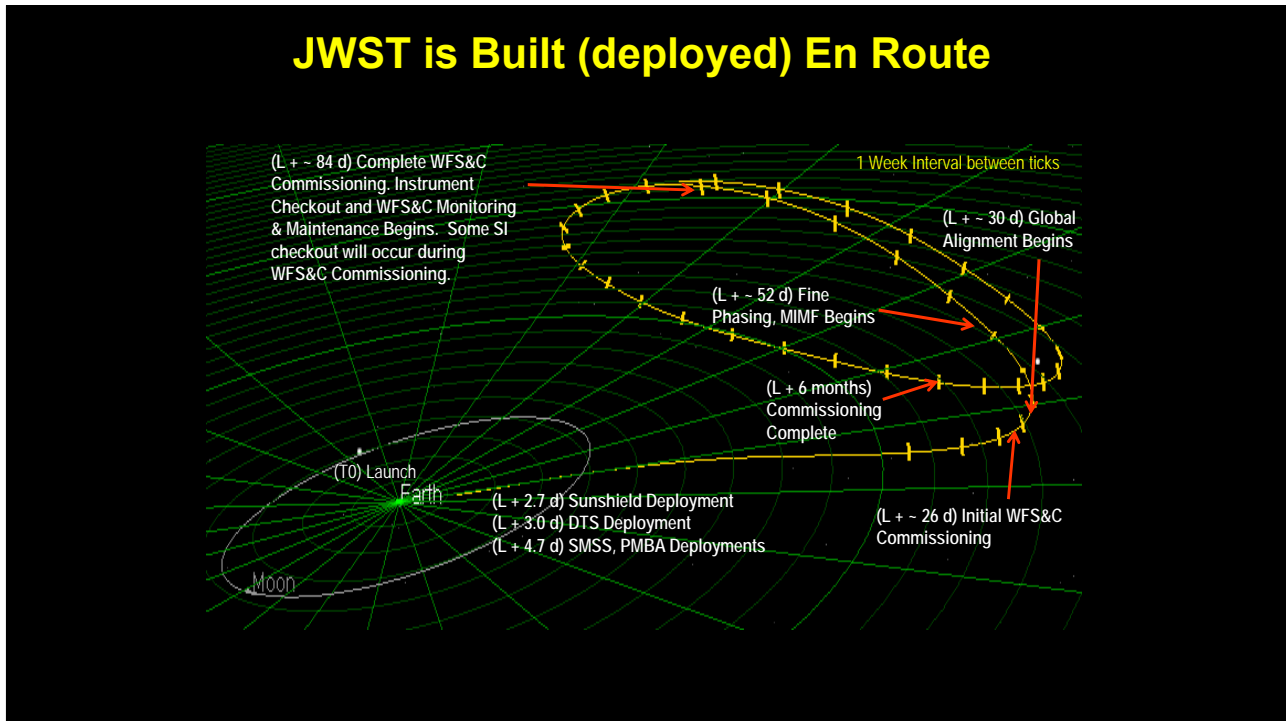 JWST is Built (deployed) En Route
(L + ~ 84 d) Complete WFS&C
Commissioning. Instrument
Checkout and WFS&C Monitoring
& Maintenance Begins. Some SI
checkout will occur during
WFS&C Commissioning.
1 Week Interval between ticks
(L + ~ 30 d) Global
Alignment Begins
(L + ~ 52 d) Fine
Phasing, MIMF Begins
(L + 6 months)
Commissioning
Complete
(T0) Launch
Earth
(L + 2.7 d) Sunshield Deployment
(L + 3.0 d) DTS Deployment
(L + 4.7 d) SMSS, PMBA Deployments
(L + ~ 26 d) Initial WFS&C
Commissioning
Moon